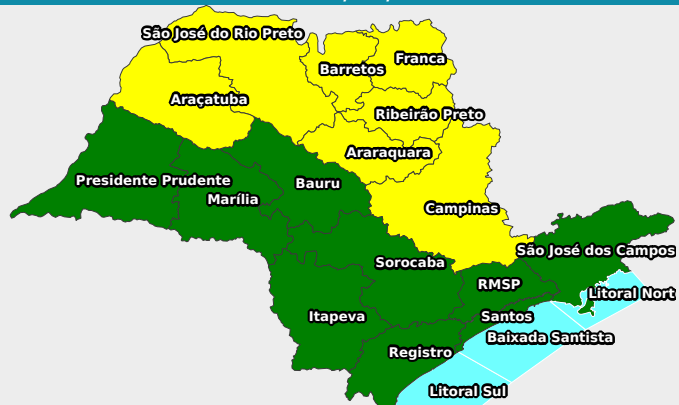 São José do Rio Preto
Franca
Barretos
Araçatuba
Ribeirão Preto
Araraquara
Presidente Prudente
Bauru
Marília
Campinas
São José dos Campos
Sorocaba
RMSP
Litoral Nort
Itapeva
Santos
Baixada Santista
Registro
Litoral Sul